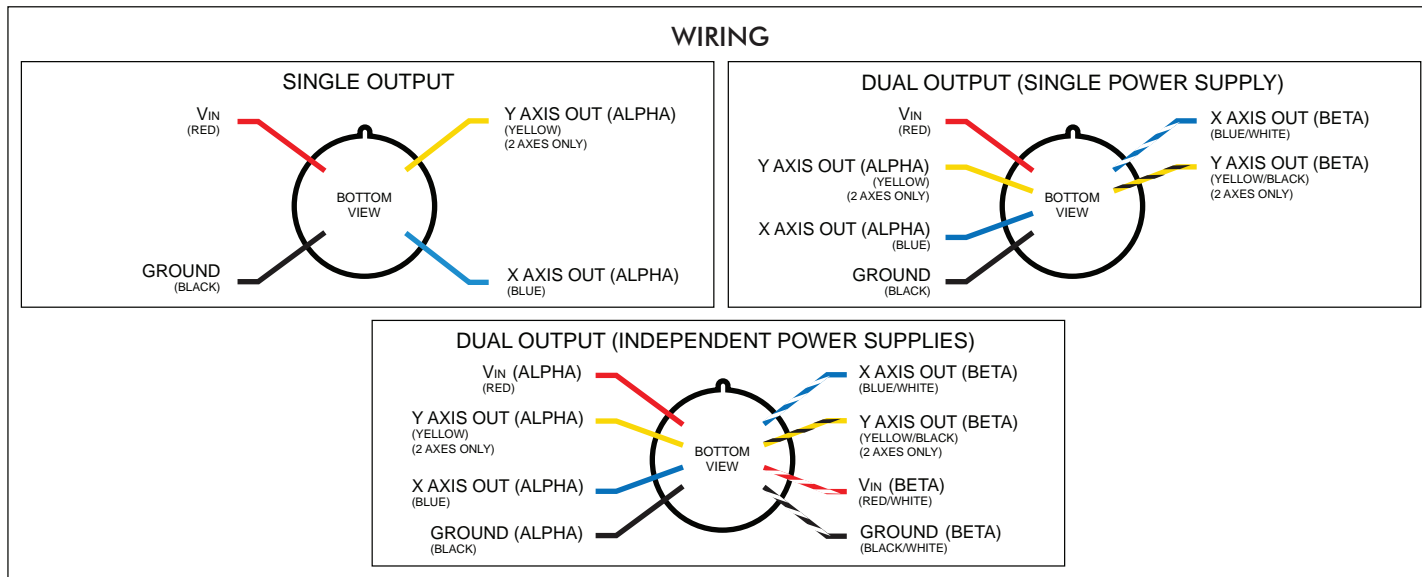 WIRING
SINGLE OUTPUT
VIN
(RED)
Y AXIS OUT (ALPHA)
(YELLOW)
(2 AXES ONLY)
BOTTOM
VIEW
GROUND
(BLACK)
X AXIS OUT (ALPHA)
(BLUE)
DUAL OUTPUT (SINGLE POWER SUPPLY)
VIN
(RED)
Y AXIS OUT (ALPHA)
(YELLOW)
(2 AXES ONLY)
X AXIS OUT (ALPHA)
(BLUE)
GROUND
(BLACK)
BOTTOM
VIEW
X AXIS OUT (BETA)
(BLUE/WHITE)
Y AXIS OUT (BETA)
(YELLOW/BLACK)
(2 AXES ONLY)
DUAL OUTPUT (INDEPENDENT POWER SUPPLIES)
VIN (ALPHA)
(RED)
Y AXIS OUT (ALPHA)
(YELLOW)
(2 AXES ONLY)
X AXIS OUT (ALPHA)
(BLUE)
GROUND (ALPHA)
(BLACK)
BOTTOM
VIEW
X AXIS OUT (BETA)
(BLUE/WHITE)
Y AXIS OUT (BETA)
(YELLOW/BLACK)
(2 AXES ONLY)
VIN (BETA)
(RED/WHITE)
GROUND (BETA)
(BLACK/WHITE)